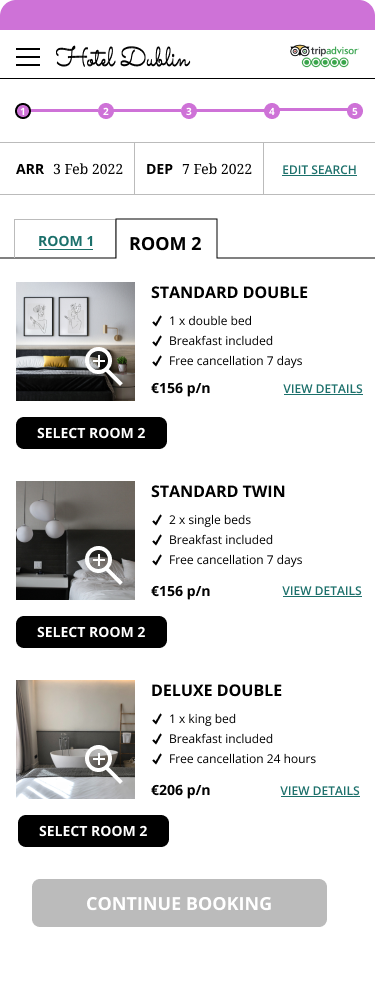 Hotel Dublin
tripadvisor
1 2 3 4 5
ARR 3 Feb 2022 DEP 7 Feb 2022 EDIT SEARCH
ROOM 1 ROOM 2
STANDARD DOUBLE
1 x double bed
Breakfast included
Free cancellation 7 days
€156 p/n VIEW DETAILS
SELECT ROOM 2
STANDARD TWIN
2 x single beds
Breakfast included
Free cancellation 7 days
€156 p/n VIEW DETAILS
SELECT ROOM 2
DELUXE DOUBLE
1 x king bed
Breakfast included
Free cancellation 24 hours
€206 p/n VIEW DETAILS
SELECT ROOM 2
CONTINUE BOOKING